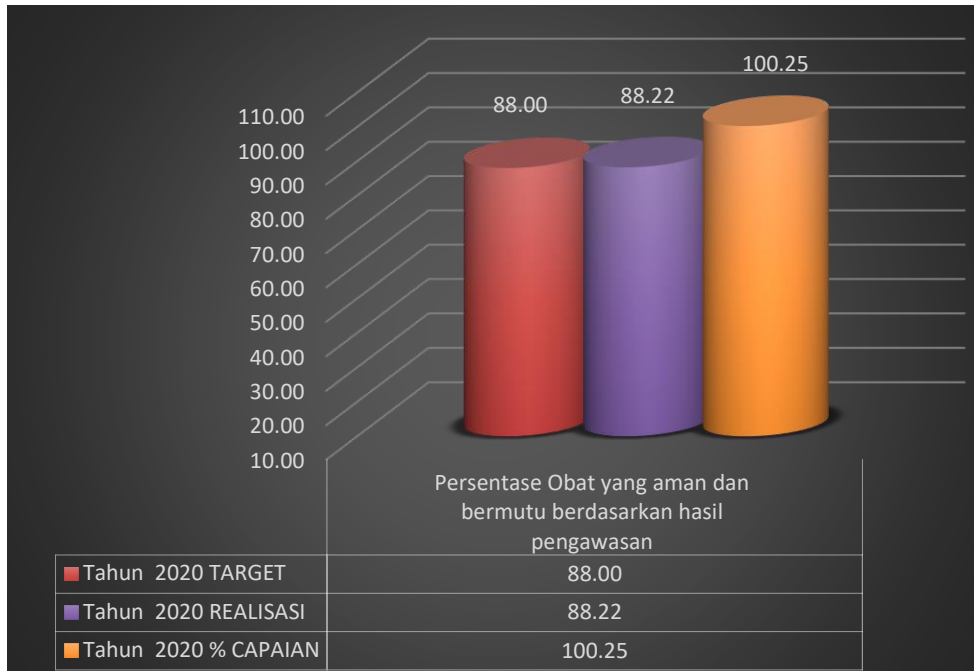 100.25
88.00
88.22
110.00
100.00
90.00
80.00
70.00
60.00
50.00
40.00
30.00
20.00
10.00
Persentase Obat yang aman dan
bermutu berdasarkan hasil
pengawasan
Tahun 2020 TARGET 88.00
Tahun 2020 REALISASI 88.22
Tahun 2020 % CAPAIAN 100.25